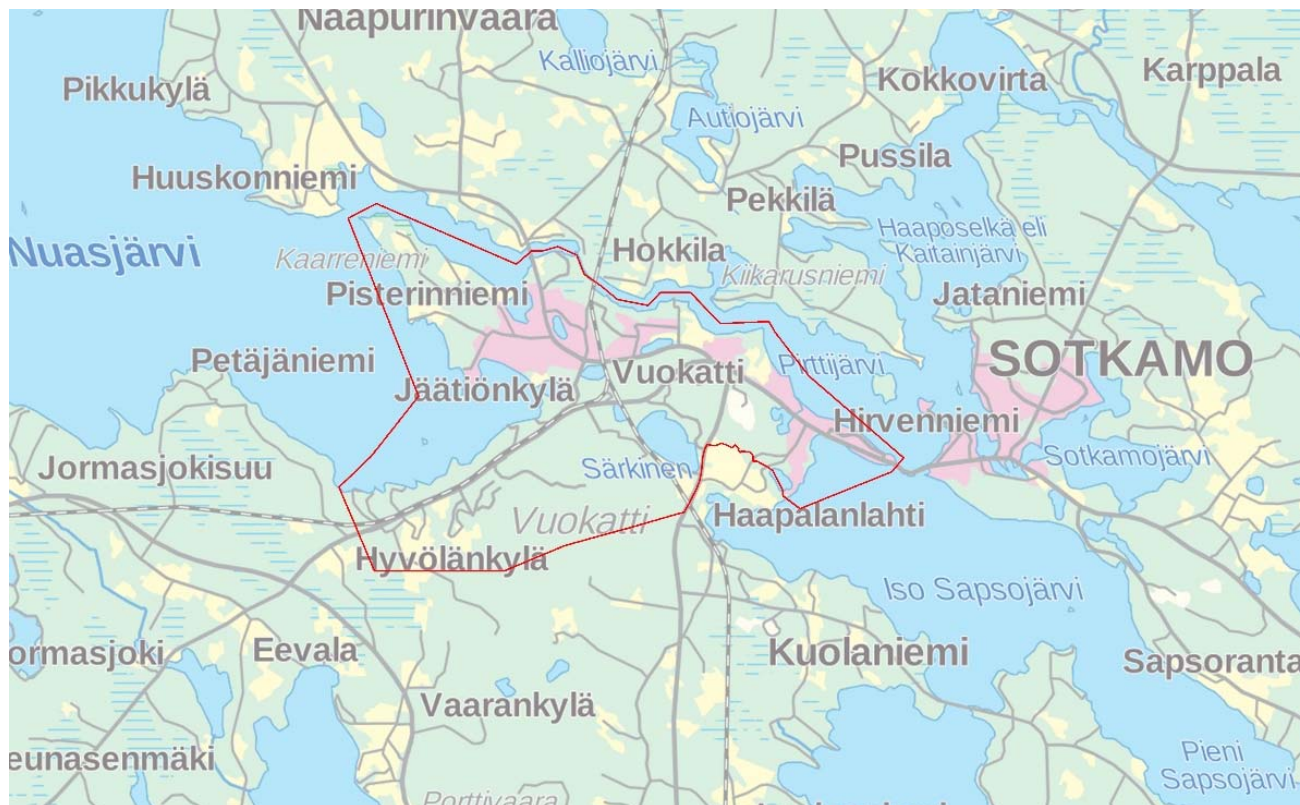 Naapurinvaara
Kalliojärvi
Kokkovirta
Karppala
Pikkukylä
Autiojärvi
Pussila
Huuskonniemi
Pekkilä
Haaposelkä eli
Kaitainjärvi
Nuasjärvi
Kaarreniemi
Hokkila
Kiikarusniemi
Pisterinniemi
Jataniemi
Petäjäniemi
SOTKAMO
Jäätiönkylä
Vuokatti
Pirttijärvi
Hirvenniemi
Jormasjokisuu
Särkinen
Sotkamojärvi
Vuokatti
Haapalanlahti
Hyvölänkylä
Iso Sapsojärvi
ormasjoki
Eevala
Kuolaniemi
Sapsoranta
Vaarankylä
eunasenmäki
Pieni
Sapsojärvi
Porttivaara